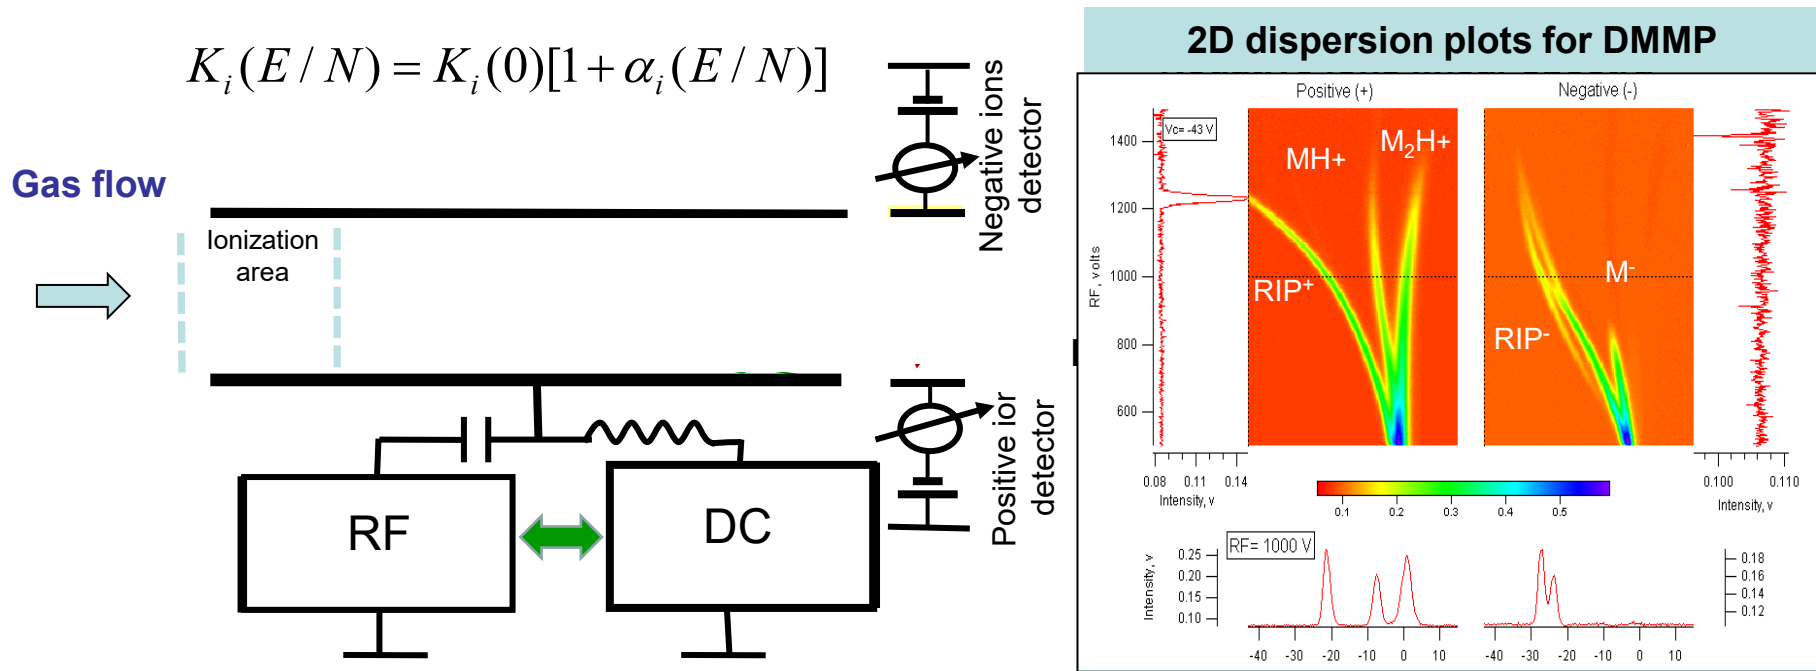 K_i(E/N) = K_i(0)[1+α_i(E/N)]
Gas flow
Ionization
area
RF
DC
Negative ions
detector
Positive ior
detector
2D dispersion plots for DMMP
Positive (+)
Negative (-)
Vc= -43 V
MH+
M₂H+
RIP⁺
M⁻
RIP⁻
RF, volts
1400
1200
1000
800
600
0.08 0.11 0.14
Intensity, v
0.100 0.110
Intensity, v
0.1 0.2 0.3 0.4 0.5
RF= 1000 V
Intensity, v
0.25
0.20
0.15
0.10
0.18
0.16
0.14
0.12
-40 -30 -20 -10 0 10
-40 -30 -20 -10 0 10